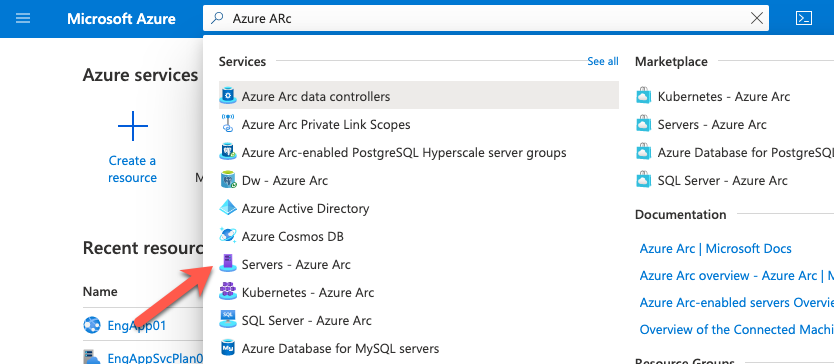 Microsoft Azure
Azure ARc
Azure services
Create a
resource
M
Recent resourc
Name
EngApp01
EngAppSvcPlan0
Services
See all
Azure Arc data controllers
Azure Arc Private Link Scopes
Azure Arc-enabled PostgreSQL Hyperscale server groups
Dw - Azure Arc
Azure Active Directory
Azure Cosmos DB
Servers - Azure Arc
Kubernetes - Azure Arc
SQL Server - Azure Arc
Azure Database for MySQL servers
Marketplace
Kubernetes - Azure Arc
Servers - Azure Arc
Azure Database for PostgreSQ
SQL Server - Azure Arc
Documentation
Azure Arc | Microsoft Docs
Azure Arc overview - Azure Arc | M
Azure Arc-enabled servers Overvie
Overview of the Connected Machin
Resource Groups